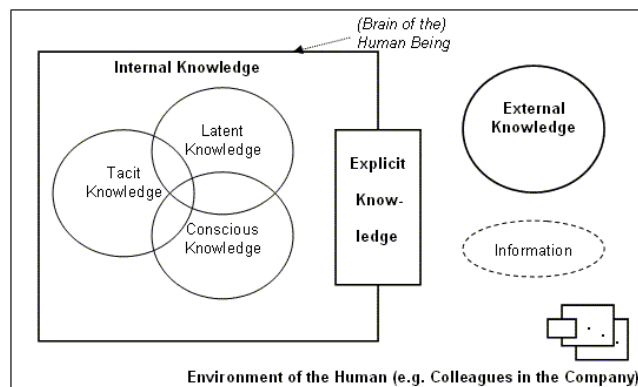 (Brain of the)
Human Being
Internal Knowledge
Latent
Knowledge
Tacit
Knowledge
Conscious
Knowledge
Explicit
Know-
ledge
External
Knowledge
Information
Environment of the Human (e.g. Colleagues in the Company)